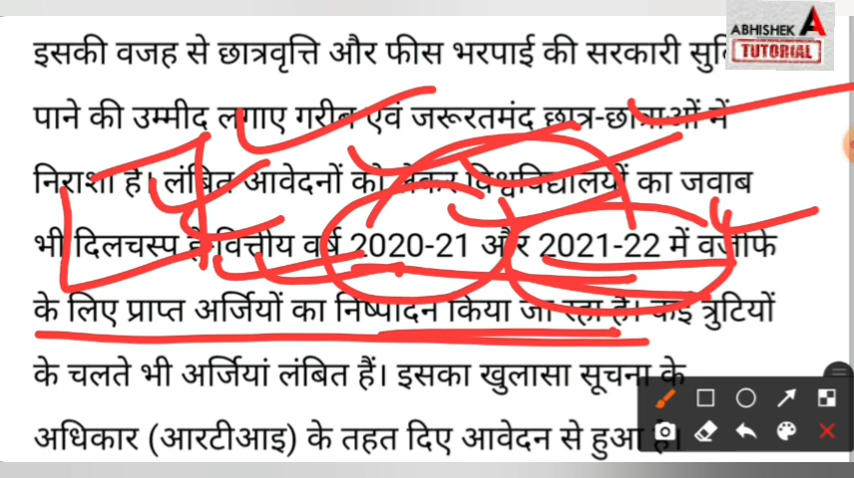 ABHISHEK A
TUTORIAL
इसकी वजह से छात्रवृत्ति और फीस भरपाई की सरकारी
पाने की उम्मीद लगाए गरीब एवं जरूरतमंद छात्र-छात्राओं में
निराशा है। लंबित आवेदनों को लेकर विश्वविद्यालयों का जवाब
भी दिलचस्प है वित्तीय वर्ष 2020-21 और 2021-22 में वजीफे
के लिए प्राप्त अर्जियों का निष्पादन किया जा रहा है। कई त्रुटियों
के चलते भी अर्जियां लंबित हैं। इसका खुलासा सूचना के
अधिकार (आरटीआइ) के तहत दिए आवेदन से हुआ है।